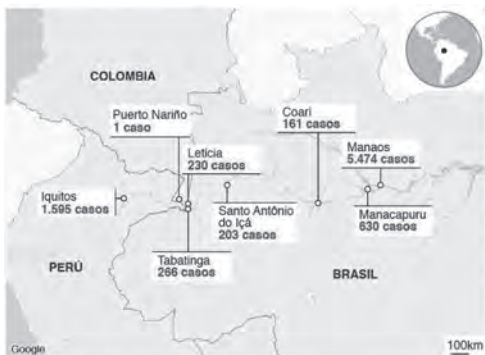 COLOMBIA
Puerto Nariño
1 caso
Leticia
230 casos
Coari
161 casos
Manaos
5.474 casos
Iquitos
1.595 casos
Santo Antônio
do Içá
203 casos
Manacapuru
630 casos
Tabatinga
266 casos
PERÚ
BRASIL
Google
100km